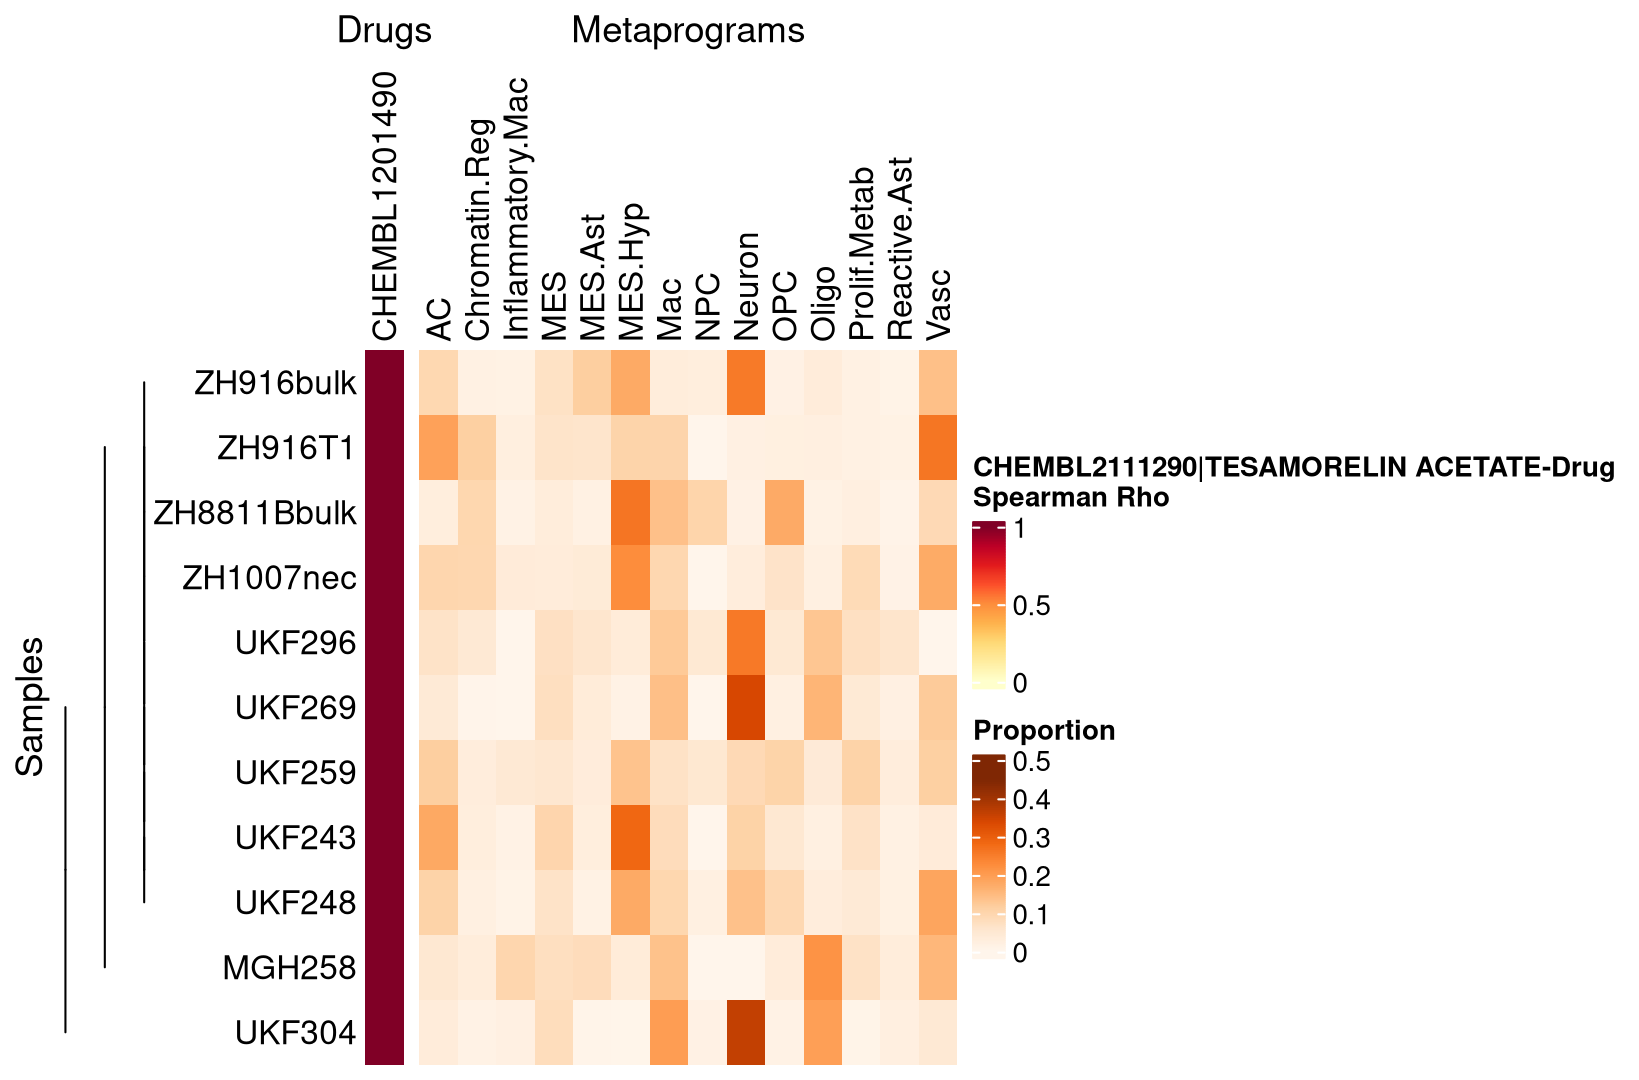 Drugs
Metaprograms
CHEMBL1201490
AC
Chromatin.Reg
Inflammatory.Mac
MES
MES.Ast
MES.Hyp
Mac
NPC
Neuron
OPC
Oligo
Prolif.Metab
Reactive.Ast
Vasc
Samples
ZH916bulk
ZH916T1
ZH8811Bbulk
ZH1007nec
UKF296
UKF269
UKF259
UKF243
UKF248
MGH258
UKF304
CHEMBL2111290|TESAMORELIN ACETATE-Drug
Spearman Rho
1
0.5
0
Proportion
0.5
0.4
0.3
0.2
0.1
0